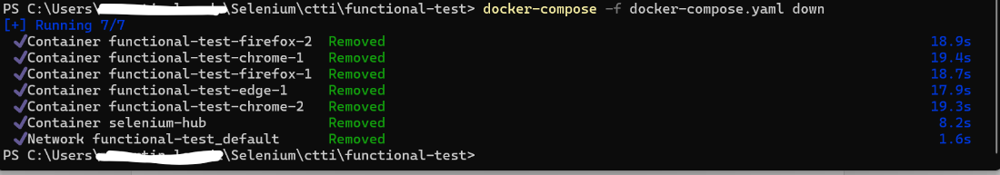 PS C:\Users\ \Selenium\ctti\functional-test> docker-compose -f docker-compose.yaml down
[+] Running 7/7
✔Container functional-test-firefox-2 Removed 18.9s
✔Container functional-test-chrome-1 Removed 19.4s
✔Container functional-test-firefox-1 Removed 18.7s
✔Container functional-test-edge-1 Removed 17.9s
✔Container functional-test-chrome-2 Removed 19.3s
✔Container selenium-hub Removed 8.2s
✔Network functional-test_default Removed 1.6s
PS C:\Users\ \Selenium\ctti\functional-test>